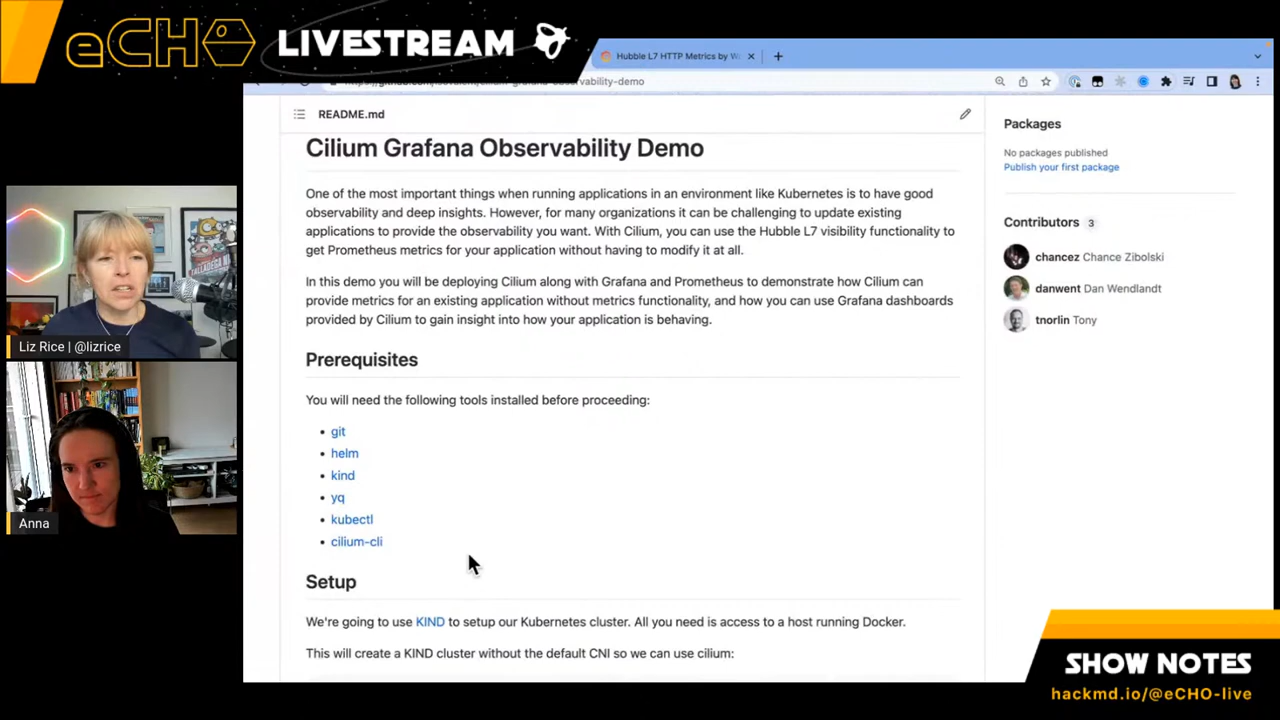 eCHO LIVESTREAM
Hubble L7 HTTP Metrics by
README.md
Cilium Grafana Observability Demo
One of the most important things when running applications in an environment like Kubernetes is to have good
observability and deep insights. However, for many organizations it can be challenging to update existing
applications to provide the observability you want. With Cilium, you can use the Hubble L7 visibility functionality to
get Prometheus metrics for your application without having to modify it at all.
In this demo you will be deploying Cilium along with Grafana and Prometheus to demonstrate how Cilium can
provide metrics for an existing application without metrics functionality, and how you can use Grafana dashboards
provided by Cilium to gain insight into how your application is behaving.
Prerequisites
You will need the following tools installed before proceeding:
• git
• helm
• kind
• yq
• kubectl
• cilium-cli
Setup
We're going to use KIND to setup our Kubernetes cluster. All you need is access to a host running Docker.
This will create a KIND cluster without the default CNI so we can use cilium:
Packages
No packages published
Publish your first package
Contributors 3
chancez Chance Zibolski
danwent Dan Wendlandt
tnorlin Tony
Liz Rice | @lizrice
Anna
SHOW NOTES
hackmd.io/@eCHO-live